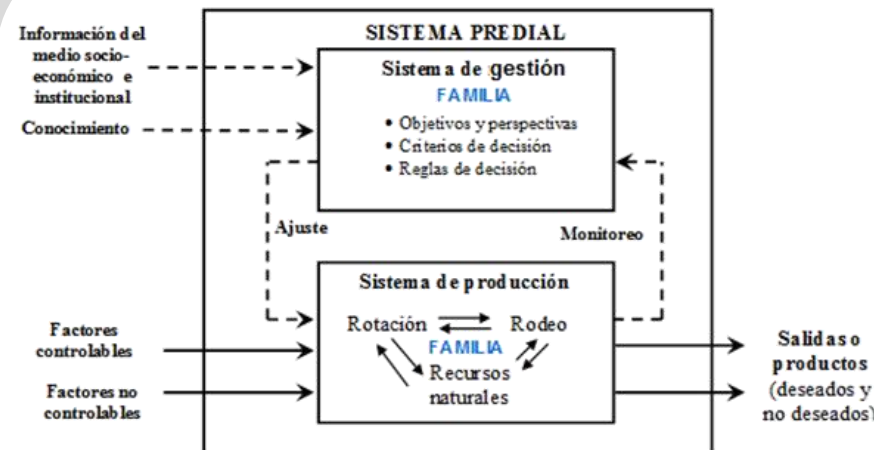 SISTEMA PREDIAL
Información del
medio socio-
económico e
institucional
Conocimiento
Sistema de gestión
FAMILIA
• Objetivos y perspectivas
• Criterios de decisión
• Reglas de decisión
Ajuste
Monitoreo
Sistema de producción
Rotación
Rodeo
FAMILIA
Recursos
naturales
Factores
controlables
Factores no
controlables
Salidas o
productos
(deseados y
no deseados)